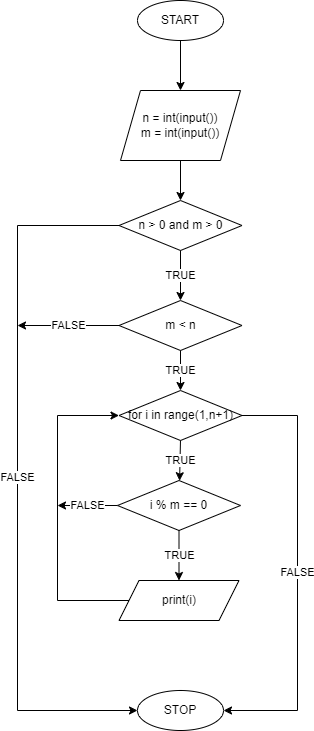 START
n = int(input())
m = int(input())
n > 0 and m > 0
TRUE
FALSE
m < n
TRUE
for i in range(1,n+1)
TRUE
FALSE
FALSE
i % m == 0
TRUE
FALSE
print(i)
STOP